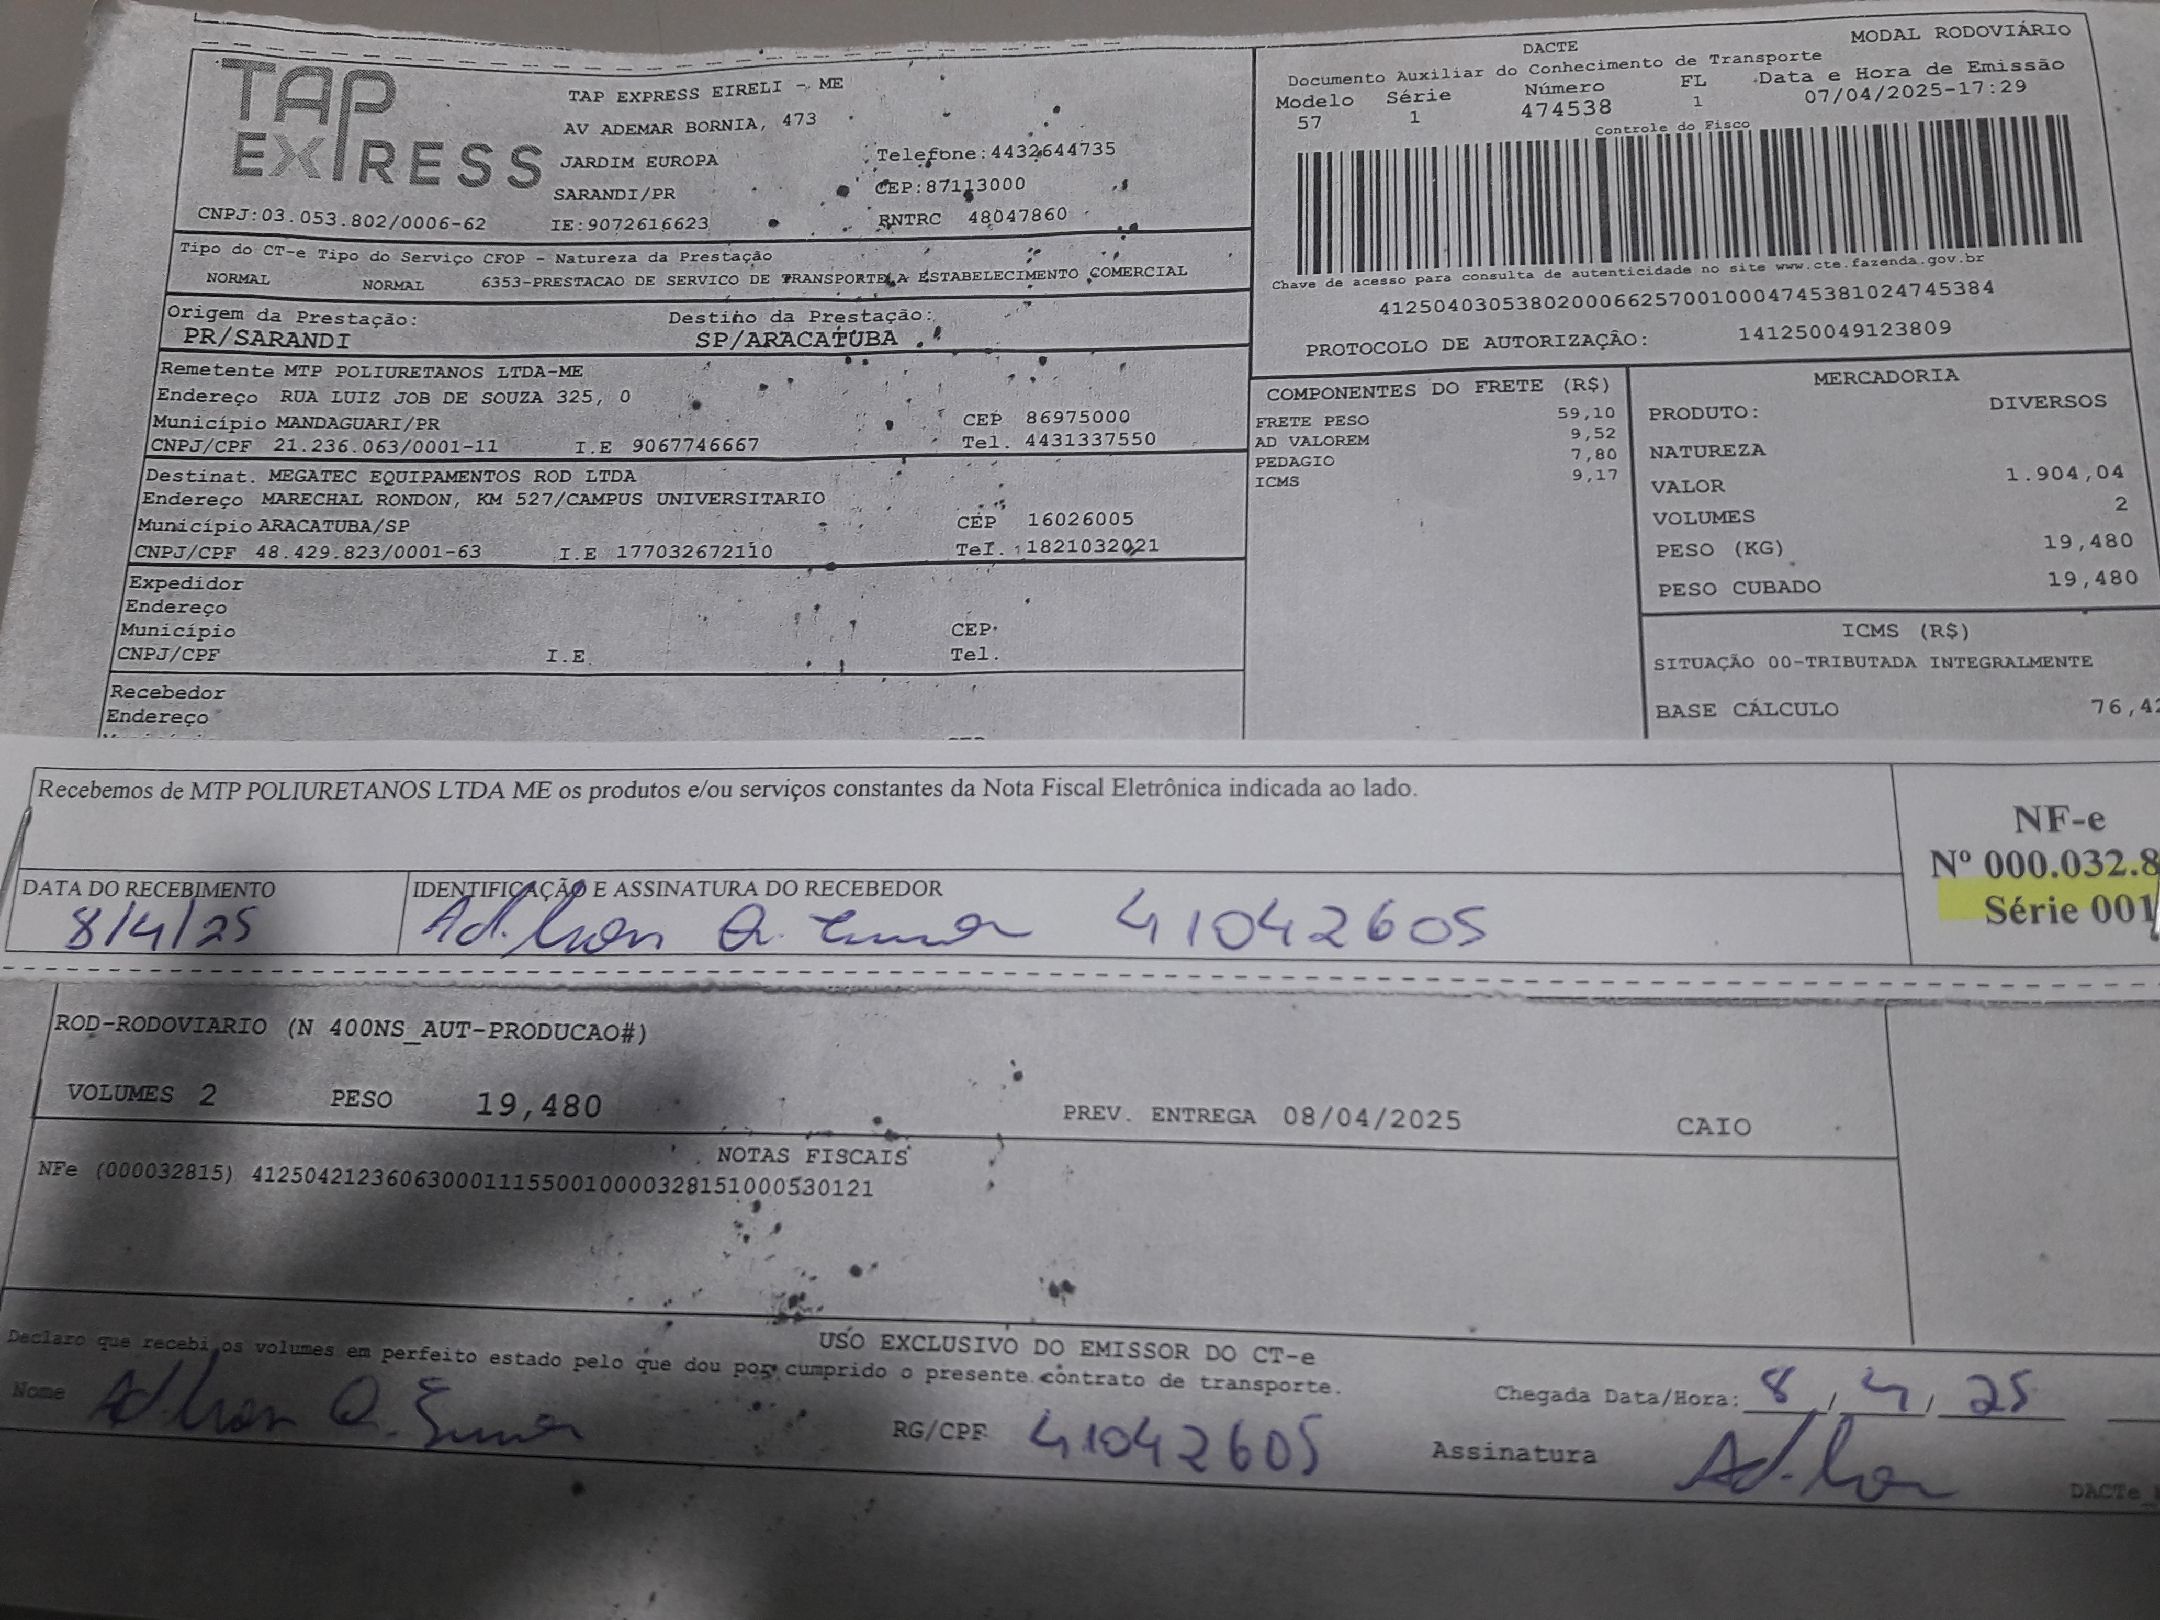 TAP EXPRESS
TAP EXPRESS EIRELI - ME
AV ADEMAR BORNIA, 473
JARDIM EUROPA Telefone:4432644735
SARANDI/PR CEP:87113000
CNPJ:03.053.802/0006-62 IE:9072616623 RNTRC 48047860
DACTE MODAL RODOVIÁRIO
Documento Auxiliar do Conhecimento de Transporte
Modelo Série Número FL Data e Hora de Emissão
57 1 474538 1 07/04/2025-17:29
Controle do Fisco
Chave de acesso para consulta de autenticidade no site www.cte.fazenda.gov.br
41250403053802000662570010004745381024745384
PROTOCOLO DE AUTORIZAÇÂO: 141250049123809
Tipo do CT-e Tipo do Serviço CFOP - Natureza da Prestação
NORMAL NORMAL 6353-PRESTACAO DE SERVICO DE TRANSPORTE A ESTABELECIMENTO COMERCIAL
Origem da Prestação: Destino da Prestação:
PR/SARANDI SP/ARACATUBA
Remetente MTP POLIURETANOS LTDA-ME
Endereço RUA LUIZ JOB DE SOUZA 325, 0
Município MANDAGUARI/PR CEP 86975000
CNPJ/CPF 21.236.063/0001-11 I.E 9067746667 Tel. 4431337550
Destinat. MEGATEC EQUIPAMENTOS ROD LTDA
Endereço MARECHAL RONDON, KM 527/CAMPUS UNIVERSITARIO
Município ARACATUBA/SP CEP 16026005
CNPJ/CPF 48.429.823/0001-63 I.E 177032672110 Tel. 1821032021
Expedidor
Endereço
Município CEP
CNPJ/CPF I.E Tel.
Recebedor
Endereço
COMPONENTES DO FRETE (R$)
FRETE PESO 59,10
AD VALOREM 9,52
PEDAGIO 7,80
ICMS 9,17
MERCADORIA
PRODUTO: DIVERSOS
NATUREZA
VALOR 1.904,04
VOLUMES 2
PESO (KG) 19,480
PESO CUBADO 19,480
ICMS (R$)
SITUAÇÃO 00-TRIBUTADA INTEGRALMENTE
BASE CÁLCULO 76,42
Recebemos de MTP POLIURETANOS LTDA ME os produtos e/ou serviços constantes da Nota Fiscal Eletrônica indicada ao lado.
NF-e
Nº 000.032.8
Série 001
DATA DO RECEBIMENTO IDENTIFICAÇÃO E ASSINATURA DO RECEBEDOR
8/4/25 41042605
ROD-RODOVIARIO (N 400NS_AUT-PRODUCAO#)
VOLUMES 2 PESO 19,480 PREV. ENTREGA 08/04/2025 CAIO
NOTAS FISCAIS
NFe (000032815) 41250421236063000111550010000328151000530121
USO EXCLUSIVO DO EMISSOR DO CT-e
Declaro que recebi os volumes em perfeito estado pelo que dou por cumprido o presente contrato de transporte.
Nome RG/CPF 41042605 Chegada Data/Hora: 8/4/25
Assinatura DACTe